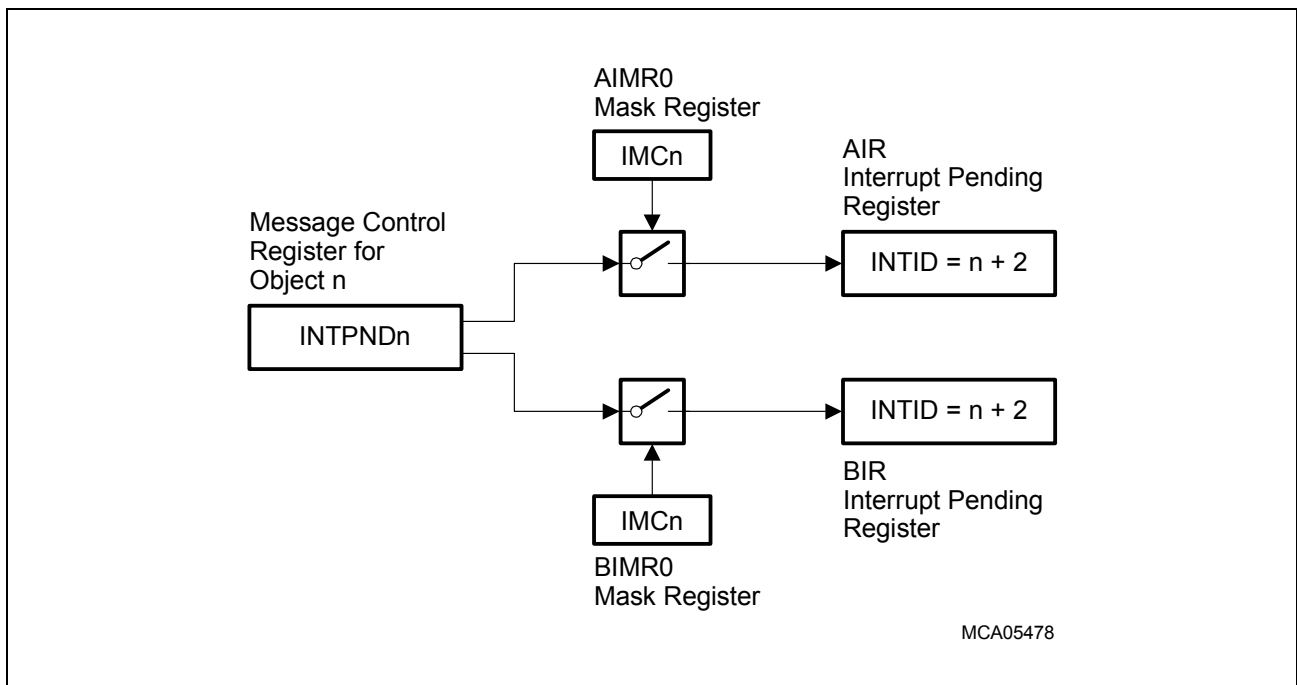 AIMR0
Mask Register
IMCn
AIR
Interrupt Pending
Register
INTID = n + 2
Message Control
Register for
Object n
INTPNDn
INTID = n + 2
BIR
Interrupt Pending
Register
IMCn
BIMR0
Mask Register
MCA05478